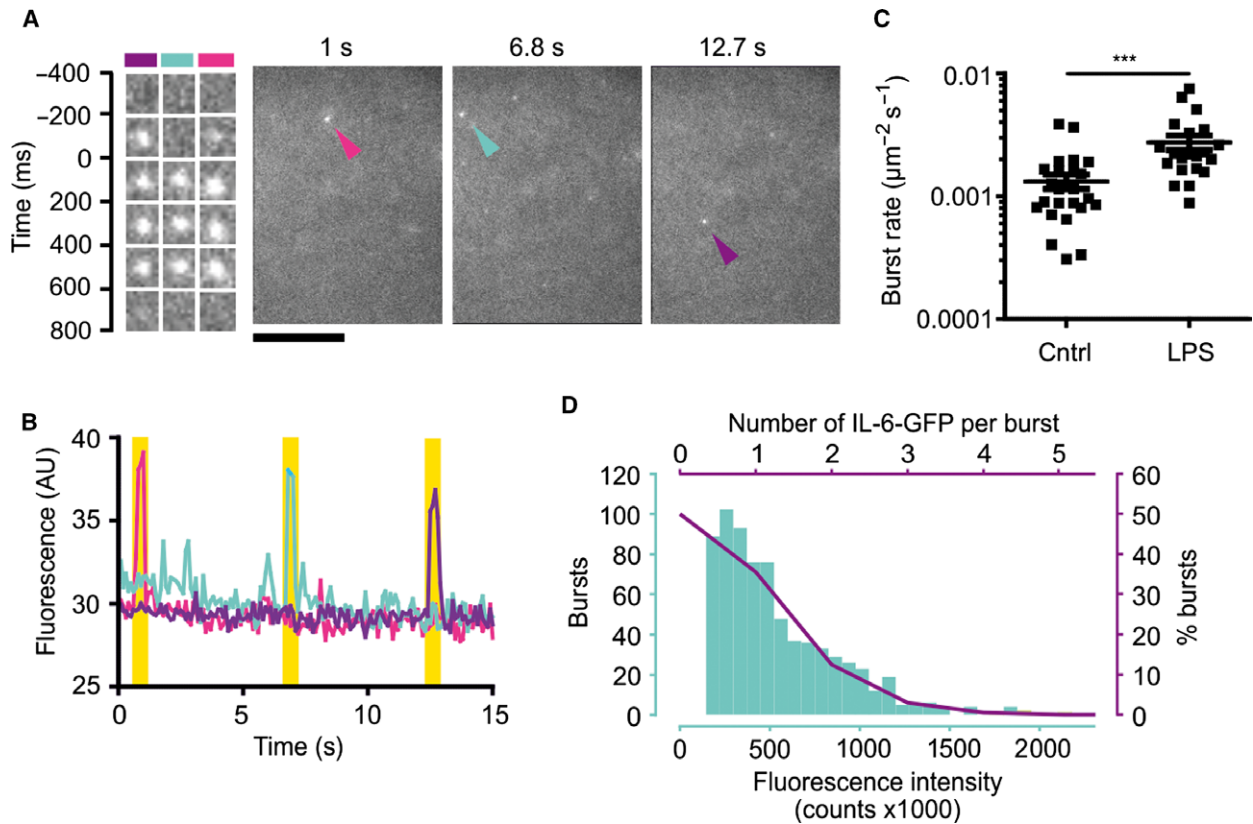 A
1 s
6.8 s
12.7 s
Time (ms)
–400
–200
0
200
400
600
800
B
Fluorescence (AU)
40
35
30
25
0 5 10 15
Time (s)
C
***
Burst rate (µm⁻² s⁻¹)
0.01
0.001
0.0001
Cntrl LPS
D
Number of IL-6-GFP per burst
0 1 2 3 4 5
Bursts
120
100
80
60
40
20
0
60
50
40
30
20
10
0
% bursts
0 500 1000 1500 2000
Fluorescence intensity
(counts x1000)